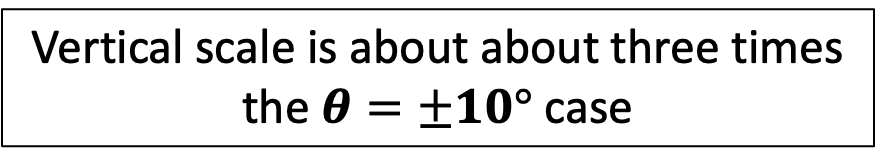 Vertical scale is about about three times
the θ = ±10° case